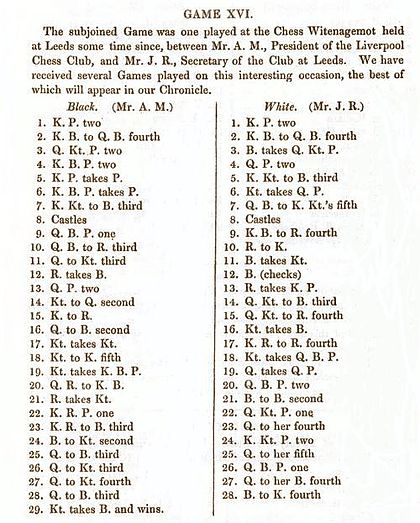 GAME XVI.
The subjoined Game was one played at the Chess Witenagemot held
at Leeds some time since, between Mr. A. M., President of the Liverpool
Chess Club, and Mr. J. R., Secretary of the Club at Leeds. We have
received several Games played on this interesting occasion, the best of
which will appear in our Chronicle.
Black. (Mr. A. M.) White. (Mr. J. R.)
1. K. P. two 1. K. P. two
2. K. B. to Q. B. fourth 2. K. B. to Q. B. fourth
3. Q. Kt. P. two 3. B. takes Q. Kt. P.
4. K. B. P. two 4. Q. P. two
5. K. P. takes P. 5. K. Kt. to B. third
6. K. B. P. takes P. 6. Kt. takes Q. P.
7. K. Kt. to B. third 7. Q. B. to K. Kt.'s fifth
8. Castles 8. Castles
9. Q. B. P. one 9. K. B. to R. fourth
10. Q. B. to R. third 10. R. to K.
11. Q. to Kt. third 11. B. takes Kt.
12. R. takes B. 12. B. (checks)
13. Q. P. two 13. R. takes K. P.
14. Kt. to Q. second 14. Q. Kt. to B. third
15. K. to R. 15. Q. Kt. to R. fourth
16. Q. to B. second 16. Kt. takes B.
17. Kt. takes Kt. 17. K. R. to R. fourth
18. Kt. to K. fifth 18. Kt. takes Q. B. P.
19. Kt. takes K. B. P. 19. Q. takes Q. P.
20. Q. R. to K. B. 20. Q. B. P. two
21. R. takes Kt. 21. B. to B. second
22. K. R. P. one 22. Q. Kt. P. one
23. K. R. to B. third 23. Q. to her fourth
24. B. to Kt. second 24. K. Kt. P. two
25. Q. to B. third 25. Q. to her fifth
26. Q. to Kt. third 26. Q. B. P. one
27. Q. to Kt. fourth 27. Q. to her B. fourth
28. Q. to B. third 28. B. to K. fourth
29. Kt. takes B. and wins.